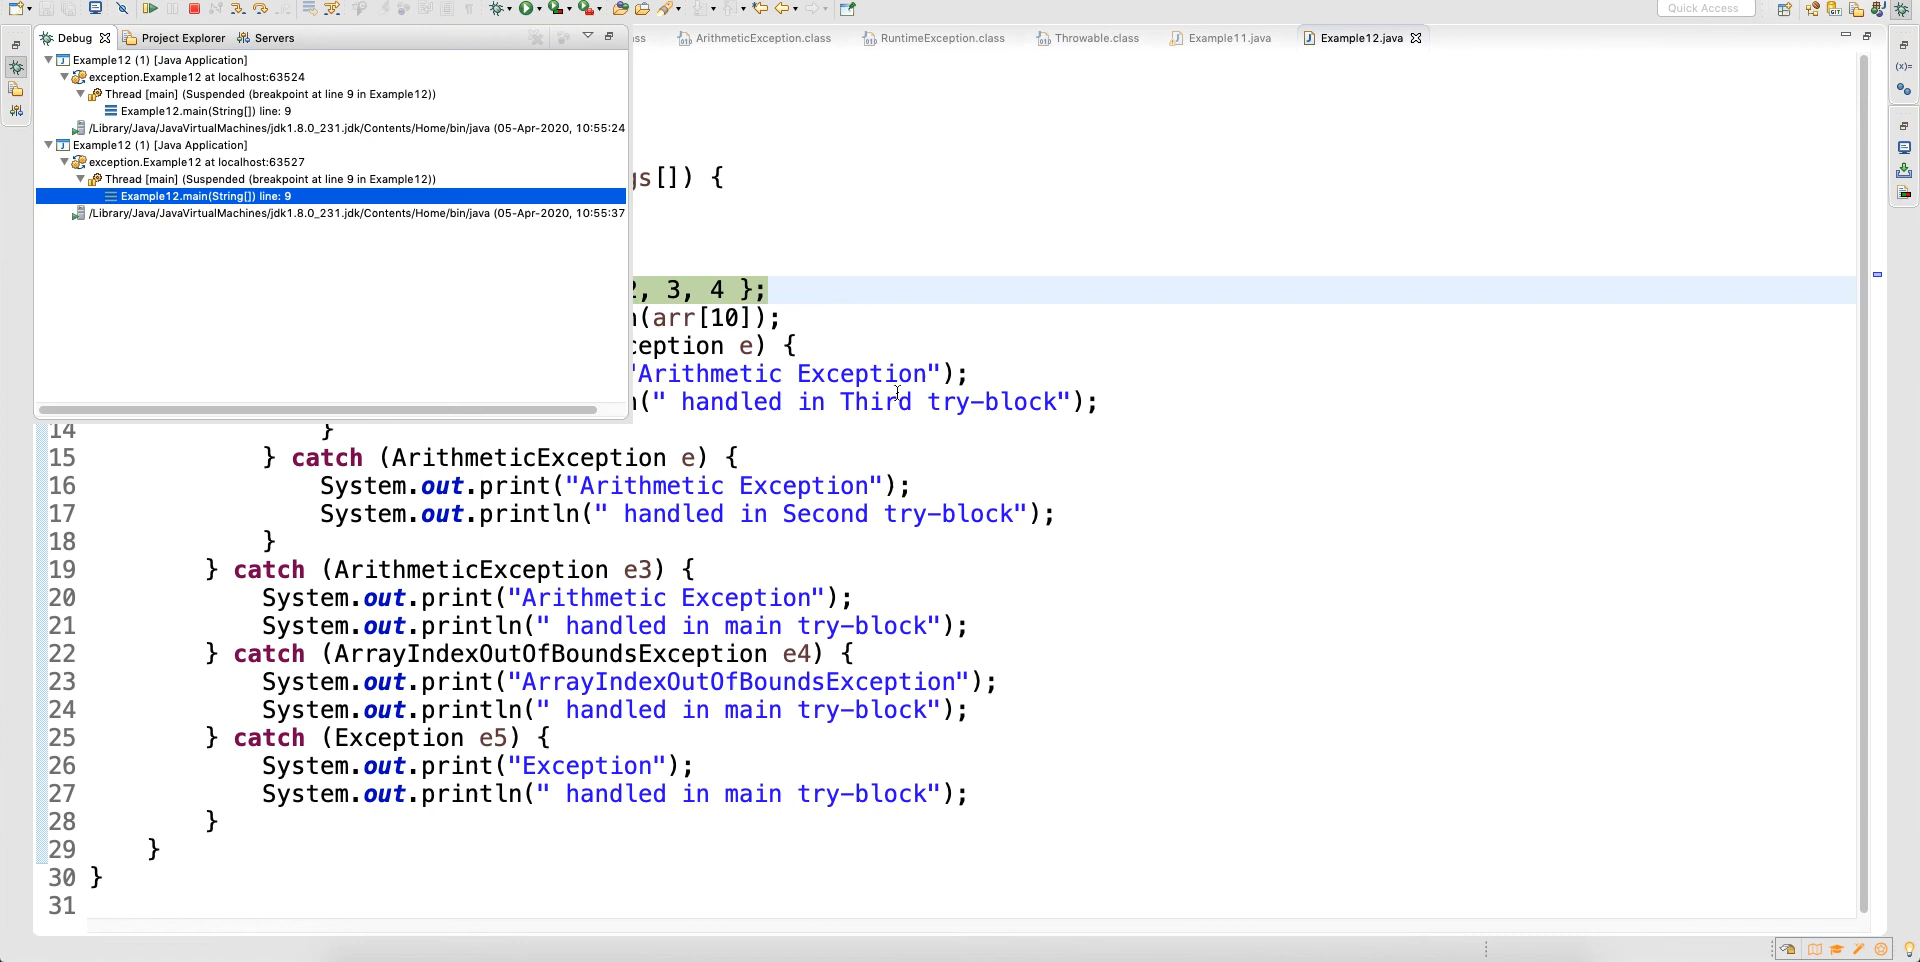 Quick Access
Debug
Project Explorer
Servers
ss
ArithmeticException.class
RuntimeException.class
Throwable.class
Example11.java
Example12.java
Example12 (1) [Java Application]
exception.Example12 at localhost:63524
Thread [main] (Suspended (breakpoint at line 9 in Example12))
Example12.main(String[]) line: 9
/Library/Java/JavaVirtualMachines/jdk1.8.0_231.jdk/Contents/Home/bin/java (05-Apr-2020, 10:55:24
Example12 (1) [Java Application]
exception.Example12 at localhost:63527
Thread [main] (Suspended (breakpoint at line 9 in Example12))
Example12.main(String[]) line: 9
/Library/Java/JavaVirtualMachines/jdk1.8.0_231.jdk/Contents/Home/bin/java (05-Apr-2020, 10:55:37
gs[]) {
2, 3, 4 };
(arr[10]);
ception e) {
"Arithmetic Exception");
(" handled in Third try-block");
14 }
15 } catch (ArithmeticException e) {
16 System.out.print("Arithmetic Exception");
17 System.out.println(" handled in Second try-block");
18 }
19 } catch (ArithmeticException e3) {
20 System.out.print("Arithmetic Exception");
21 System.out.println(" handled in main try-block");
22 } catch (ArrayIndexOutOfBoundsException e4) {
23 System.out.print("ArrayIndexOutOfBoundsException");
24 System.out.println(" handled in main try-block");
25 } catch (Exception e5) {
26 System.out.print("Exception");
27 System.out.println(" handled in main try-block");
28 }
29 }
30 }
31